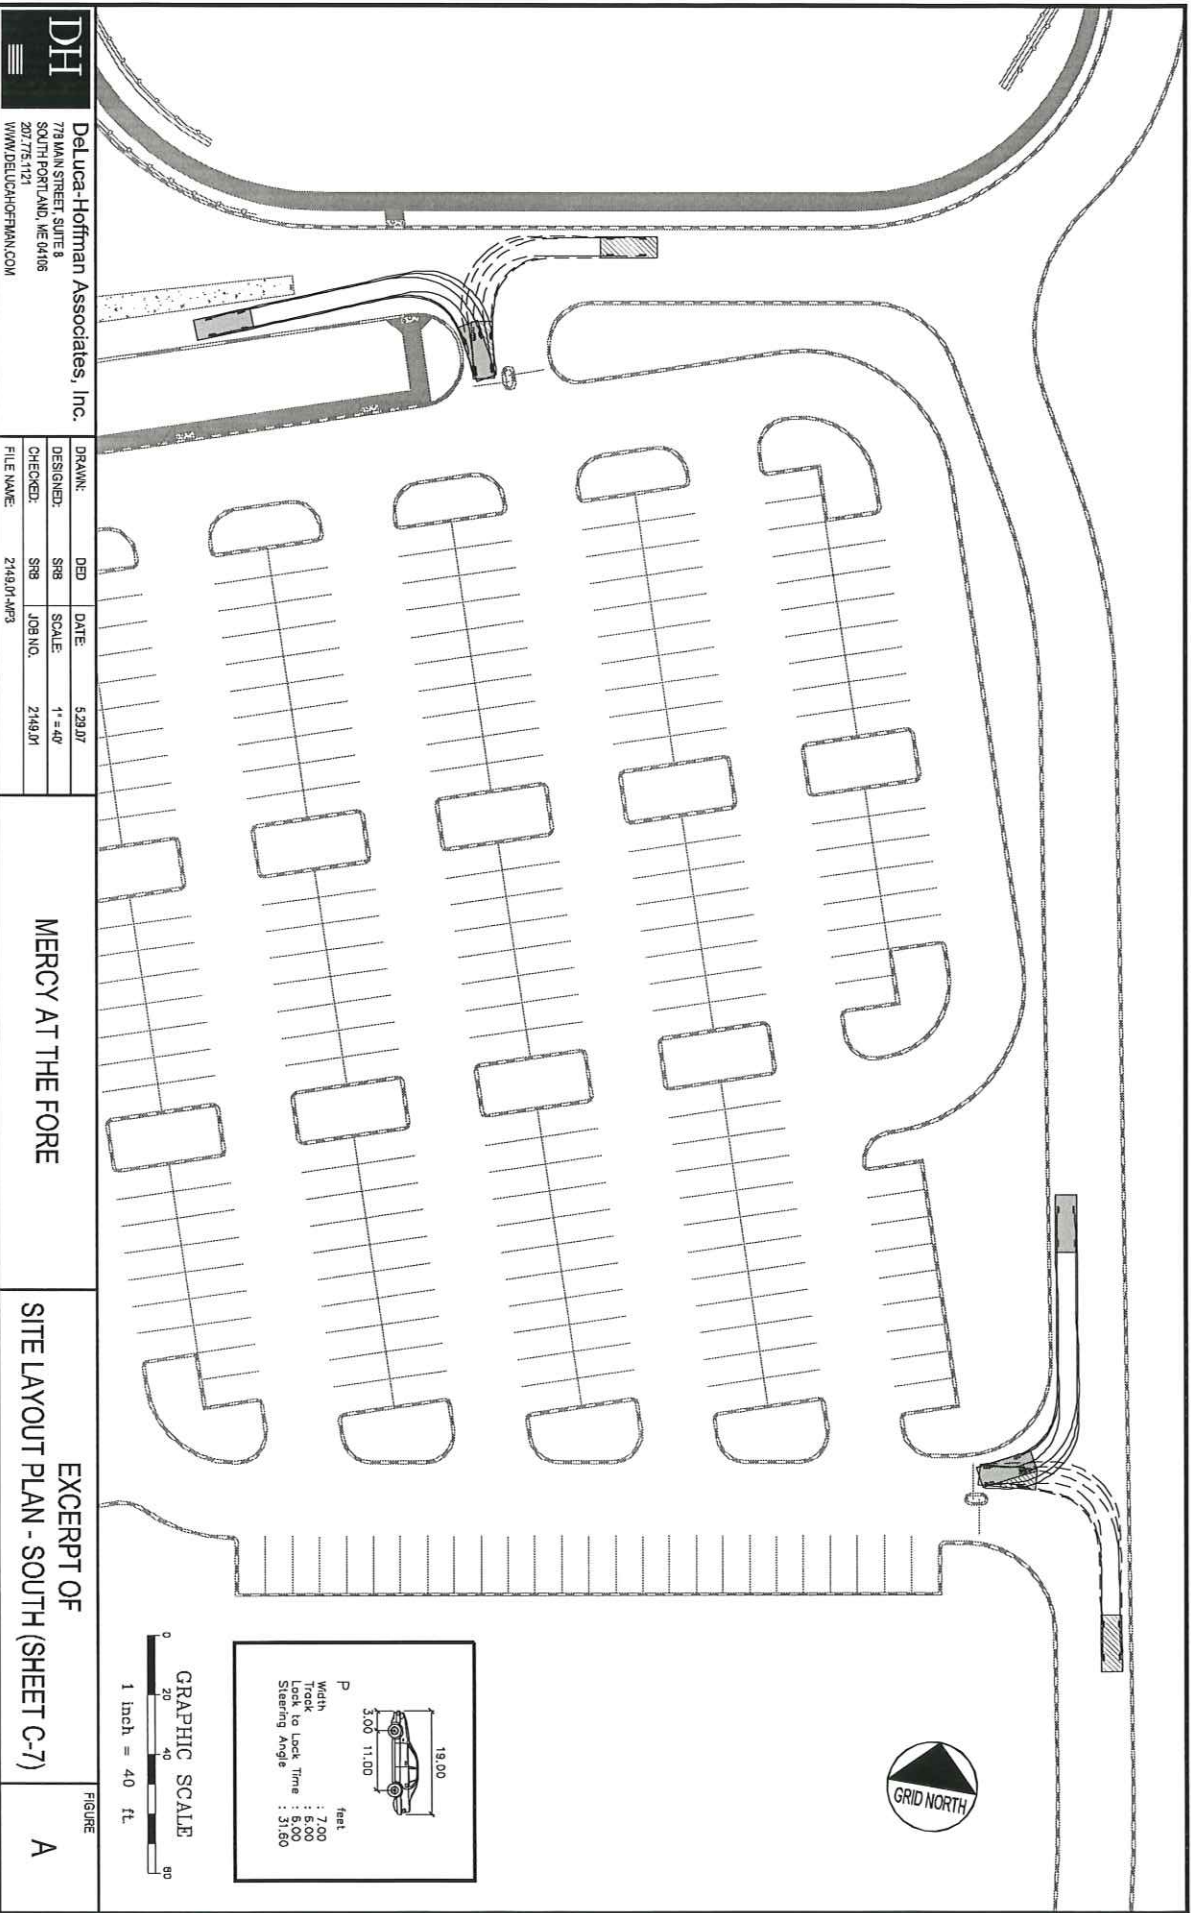 GRID NORTH
19.00
3.00 11.00
P
feet
Width : 7.00
Track : 6.00
Lock to Lock Time : 6.00
Steering Angle : 31.60
GRAPHIC SCALE
0 20 40 80
1 inch = 40 ft.
DH
DeLuca-Hoffman Associates, Inc.
778 MAIN STREET, SUITE 8
SOUTH PORTLAND, ME 04106
207.775.1121
WWW.DELUCAHOFFMAN.COM
DRAWN: DED DATE: 5.29.07
DESIGNED: SRB SCALE: 1" = 40'
CHECKED: SRB JOB NO. 2149.01
FILE NAME: 2149.01-MP3
MERCY AT THE FORE
EXCERPT OF
SITE LAYOUT PLAN - SOUTH (SHEET C-7)
FIGURE
A